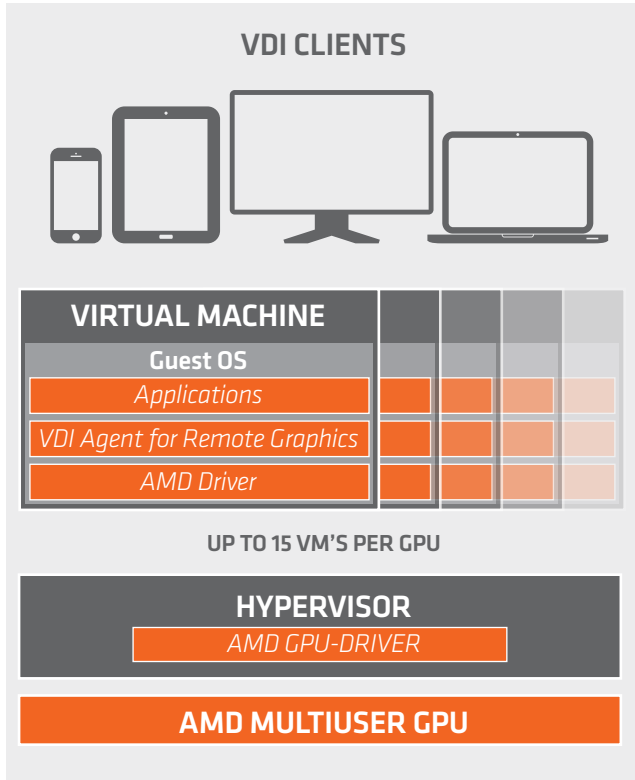 VDI CLIENTS
VIRTUAL MACHINE
Guest OS
Applications
VDI Agent for Remote Graphics
AMD Driver
UP TO 15 VM'S PER GPU
HYPERVISOR
AMD GPU-DRIVER
AMD MULTIUSER GPU